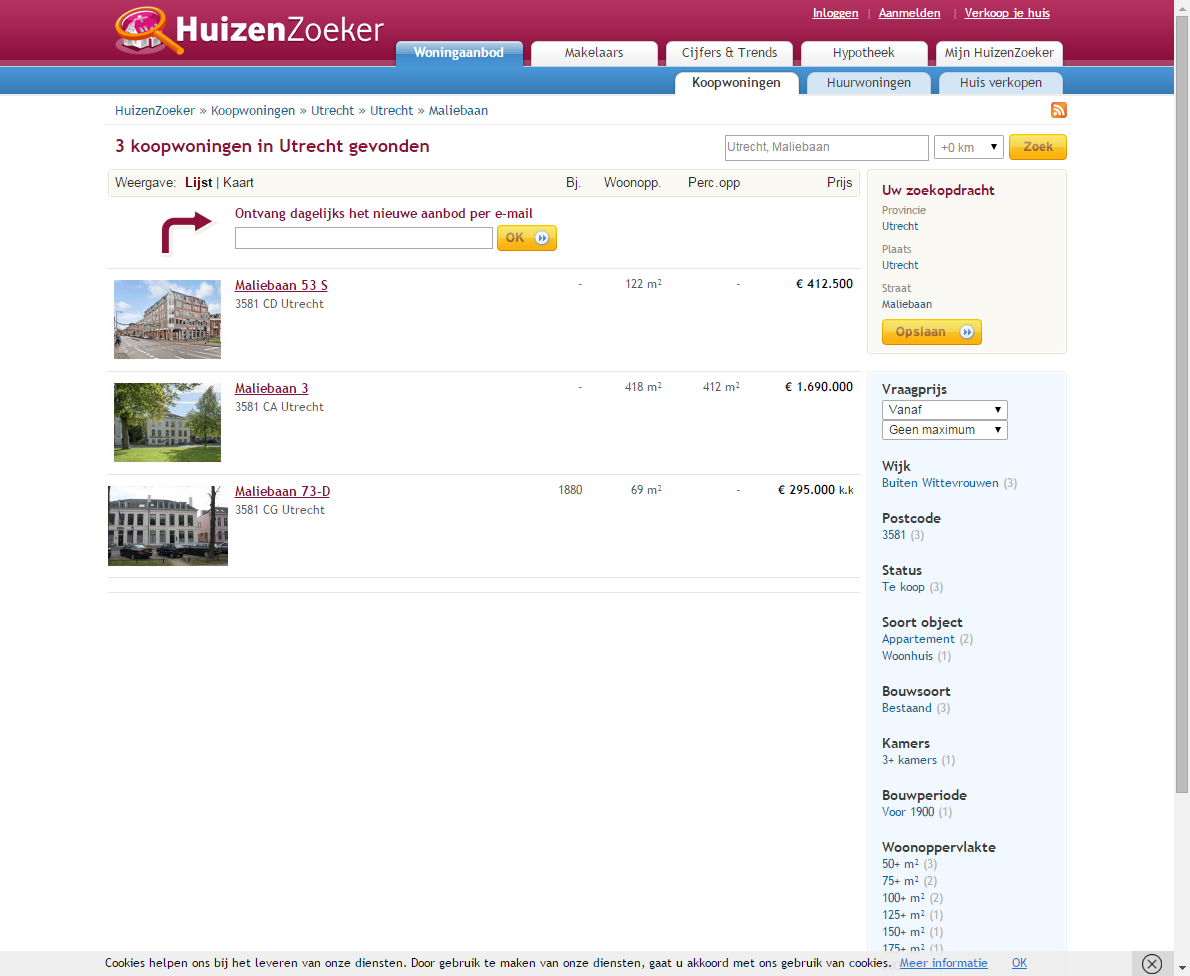 Inloggen | Aanmelden | Verkoop je huis
HuizenZoeker
Woningaanbod Makelaars Cijfers & Trends Hypotheek Mijn HuizenZoeker
Koopwoningen Huurwoningen Huis verkopen
HuizenZoeker » Koopwoningen » Utrecht » Utrecht » Maliebaan
3 koopwoningen in Utrecht gevonden
Utrecht, Maliebaan +0 km Zoek
Weergave: Lijst | Kaart Bj. Woonopp. Perc.opp Prijs
Ontvang dagelijks het nieuwe aanbod per e-mail
OK
Maliebaan 53 S - 122 m² - € 412.500
3581 CD Utrecht
Maliebaan 3 - 418 m² 412 m² € 1.690.000
3581 CA Utrecht
Maliebaan 73-D 1880 69 m² - € 295.000 k.k
3581 CG Utrecht
Uw zoekopdracht
Provincie
Utrecht
Plaats
Utrecht
Straat
Maliebaan
Opslaan
Vraagprijs
Vanaf
Geen maximum
Wijk
Buiten Wittevrouwen (3)
Postcode
3581 (3)
Status
Te koop (3)
Soort object
Appartement (2)
Woonhuis (1)
Bouwsoort
Bestaand (3)
Kamers
3+ kamers (1)
Bouwperiode
Voor 1900 (1)
Woonoppervlakte
50+ m² (3)
75+ m² (2)
100+ m² (2)
125+ m² (1)
150+ m² (1)
175+ m² (1)
Cookies helpen ons bij het leveren van onze diensten. Door gebruik te maken van onze diensten, gaat u akkoord met ons gebruik van cookies. Meer informatie OK